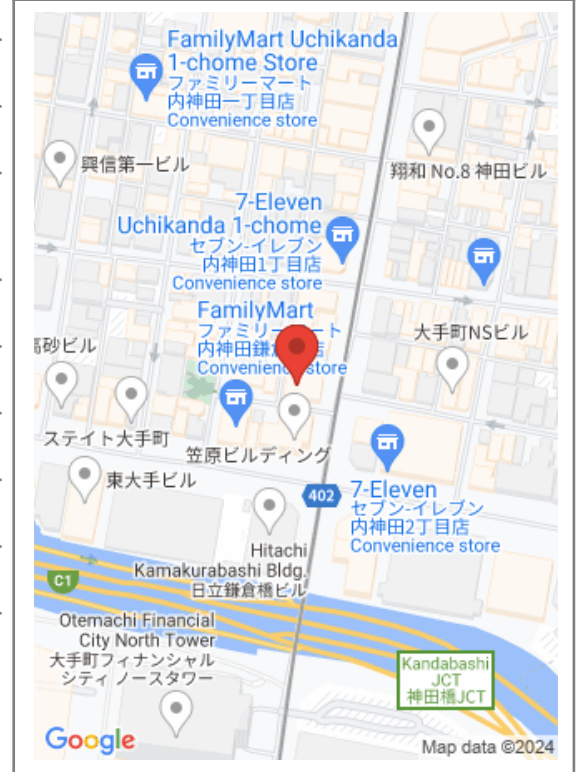 FamilyMart Uchikanda
1-chome Store
ファミリーマート
内神田一丁目店
Convenience store
興信第一ビル
翔和 No.8 神田ビル
7-Eleven
Uchikanda 1-chome
セブン-イレブン
内神田1丁目店
Convenience store
FamilyMart
ファミリーマート
内神田鎌 店
Convenience store
大手町NSビル
高砂ビル
ステイト大手町
笠原ビルディング
東大手ビル
402
7-Eleven
セブン-イレブン
内神田2丁目店
Convenience store
Hitachi
Kamakurabashi Bldg.
日立鎌倉橋ビル
C1
Otemachi Financial
City North Tower
大手町フィナンシャル
シティ ノースタワー
Kandabashi
JCT
神田橋JCT
Google
Map data ©2024